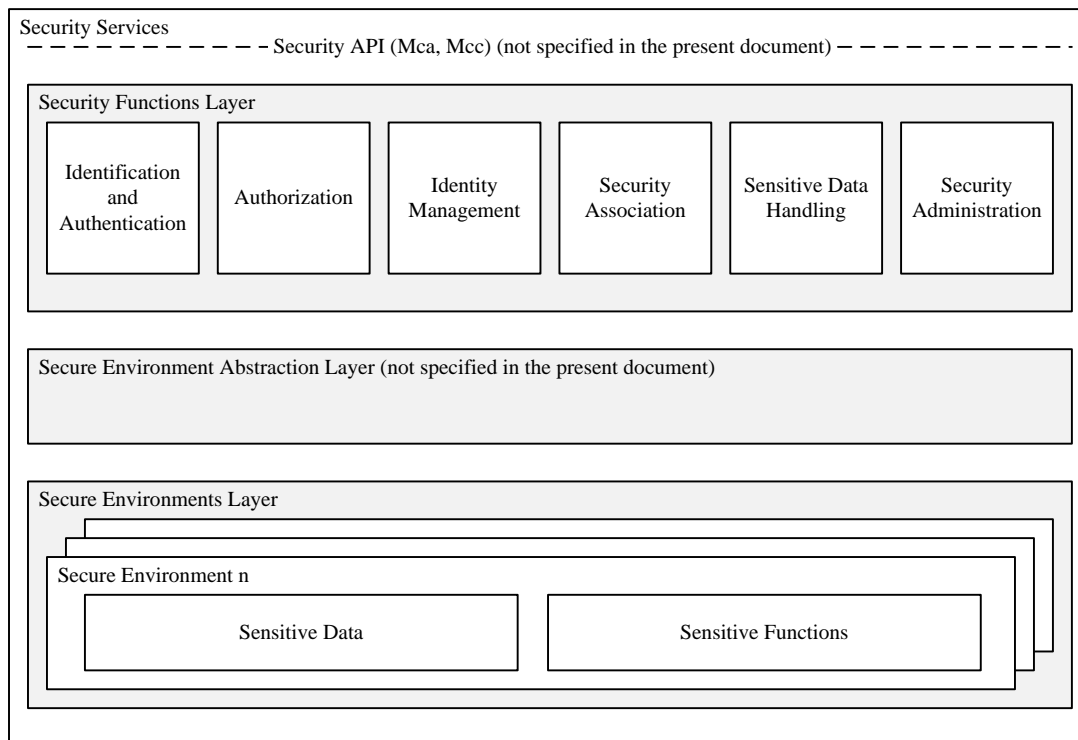 Security Services
Security API (Mca, Mcc) (not specified in the present document)
Security Functions Layer
Identification
and
Authentication
Authorization
Identity
Management
Security
Association
Sensitive Data
Handling
Security
Administration
Secure Environment Abstraction Layer (not specified in the present document)
Secure Environments Layer
Secure Environment n
Sensitive Data
Sensitive Functions